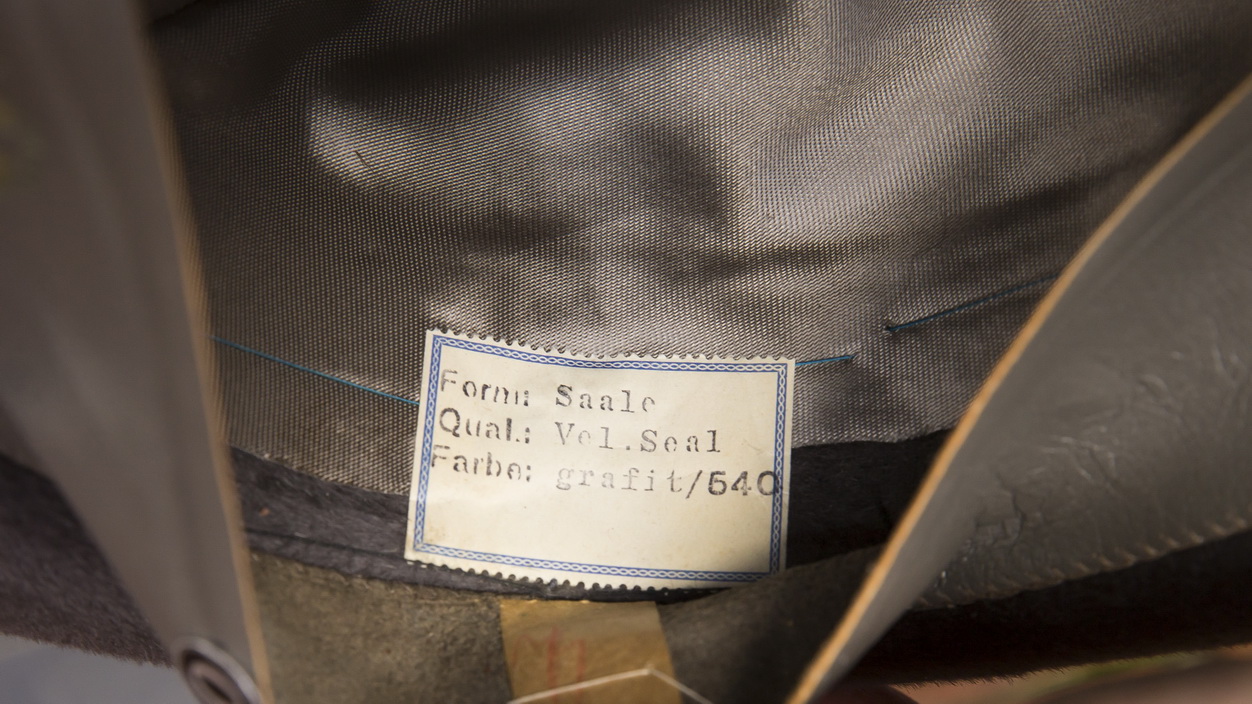 Form: Saale
Qual.: Vel.Seal
Farbe: grafit/540